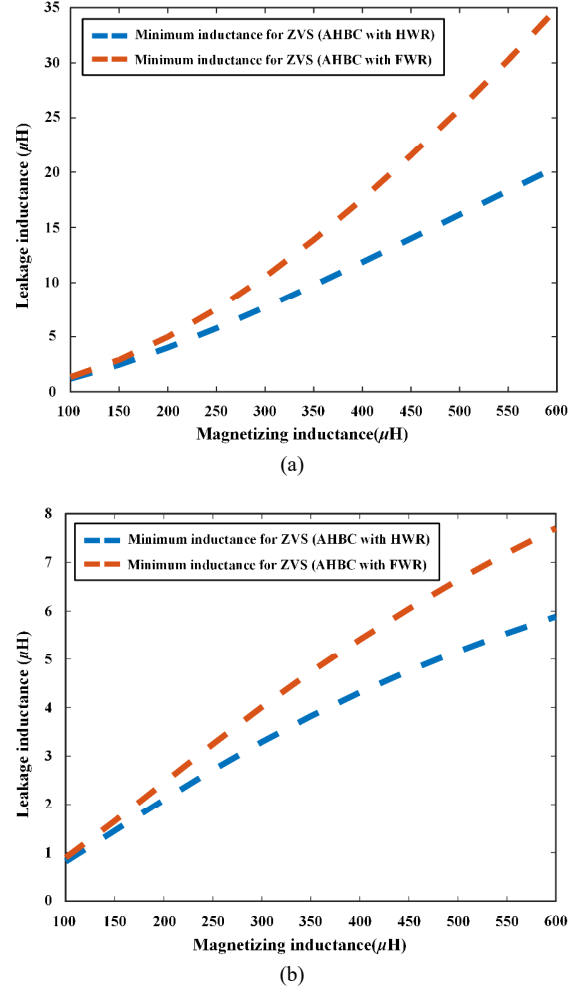 35
Minimum inductance for ZVS (AHBC with HWR)
Minimum inductance for ZVS (AHBC with FWR)
30
25
20
15
10
5
0
Leakage inductance (μH)
100 150 200 250 300 350 400 450 500 550 600
Magnetizing inductance(μH)
(a)
8
Minimum inductance for ZVS (AHBC with HWR)
Minimum inductance for ZVS (AHBC with FWR)
7
6
5
4
3
2
1
0
Leakage inductance (μH)
100 150 200 250 300 350 400 450 500 550 600
Magnetizing inductance(μH)
(b)